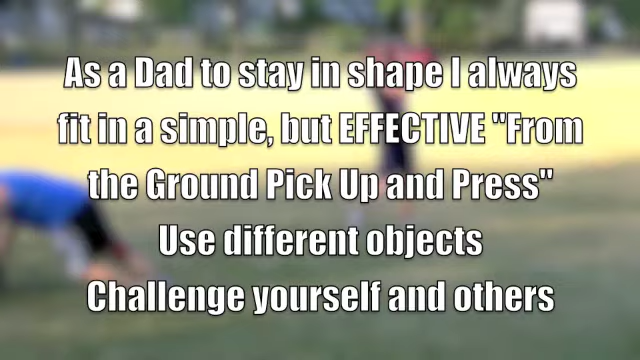 As a Dad to stay in shape I always
fit in a simple, but EFFECTIVE "From
the Ground Pick Up and Press"
Use different objects
Challenge yourself and others